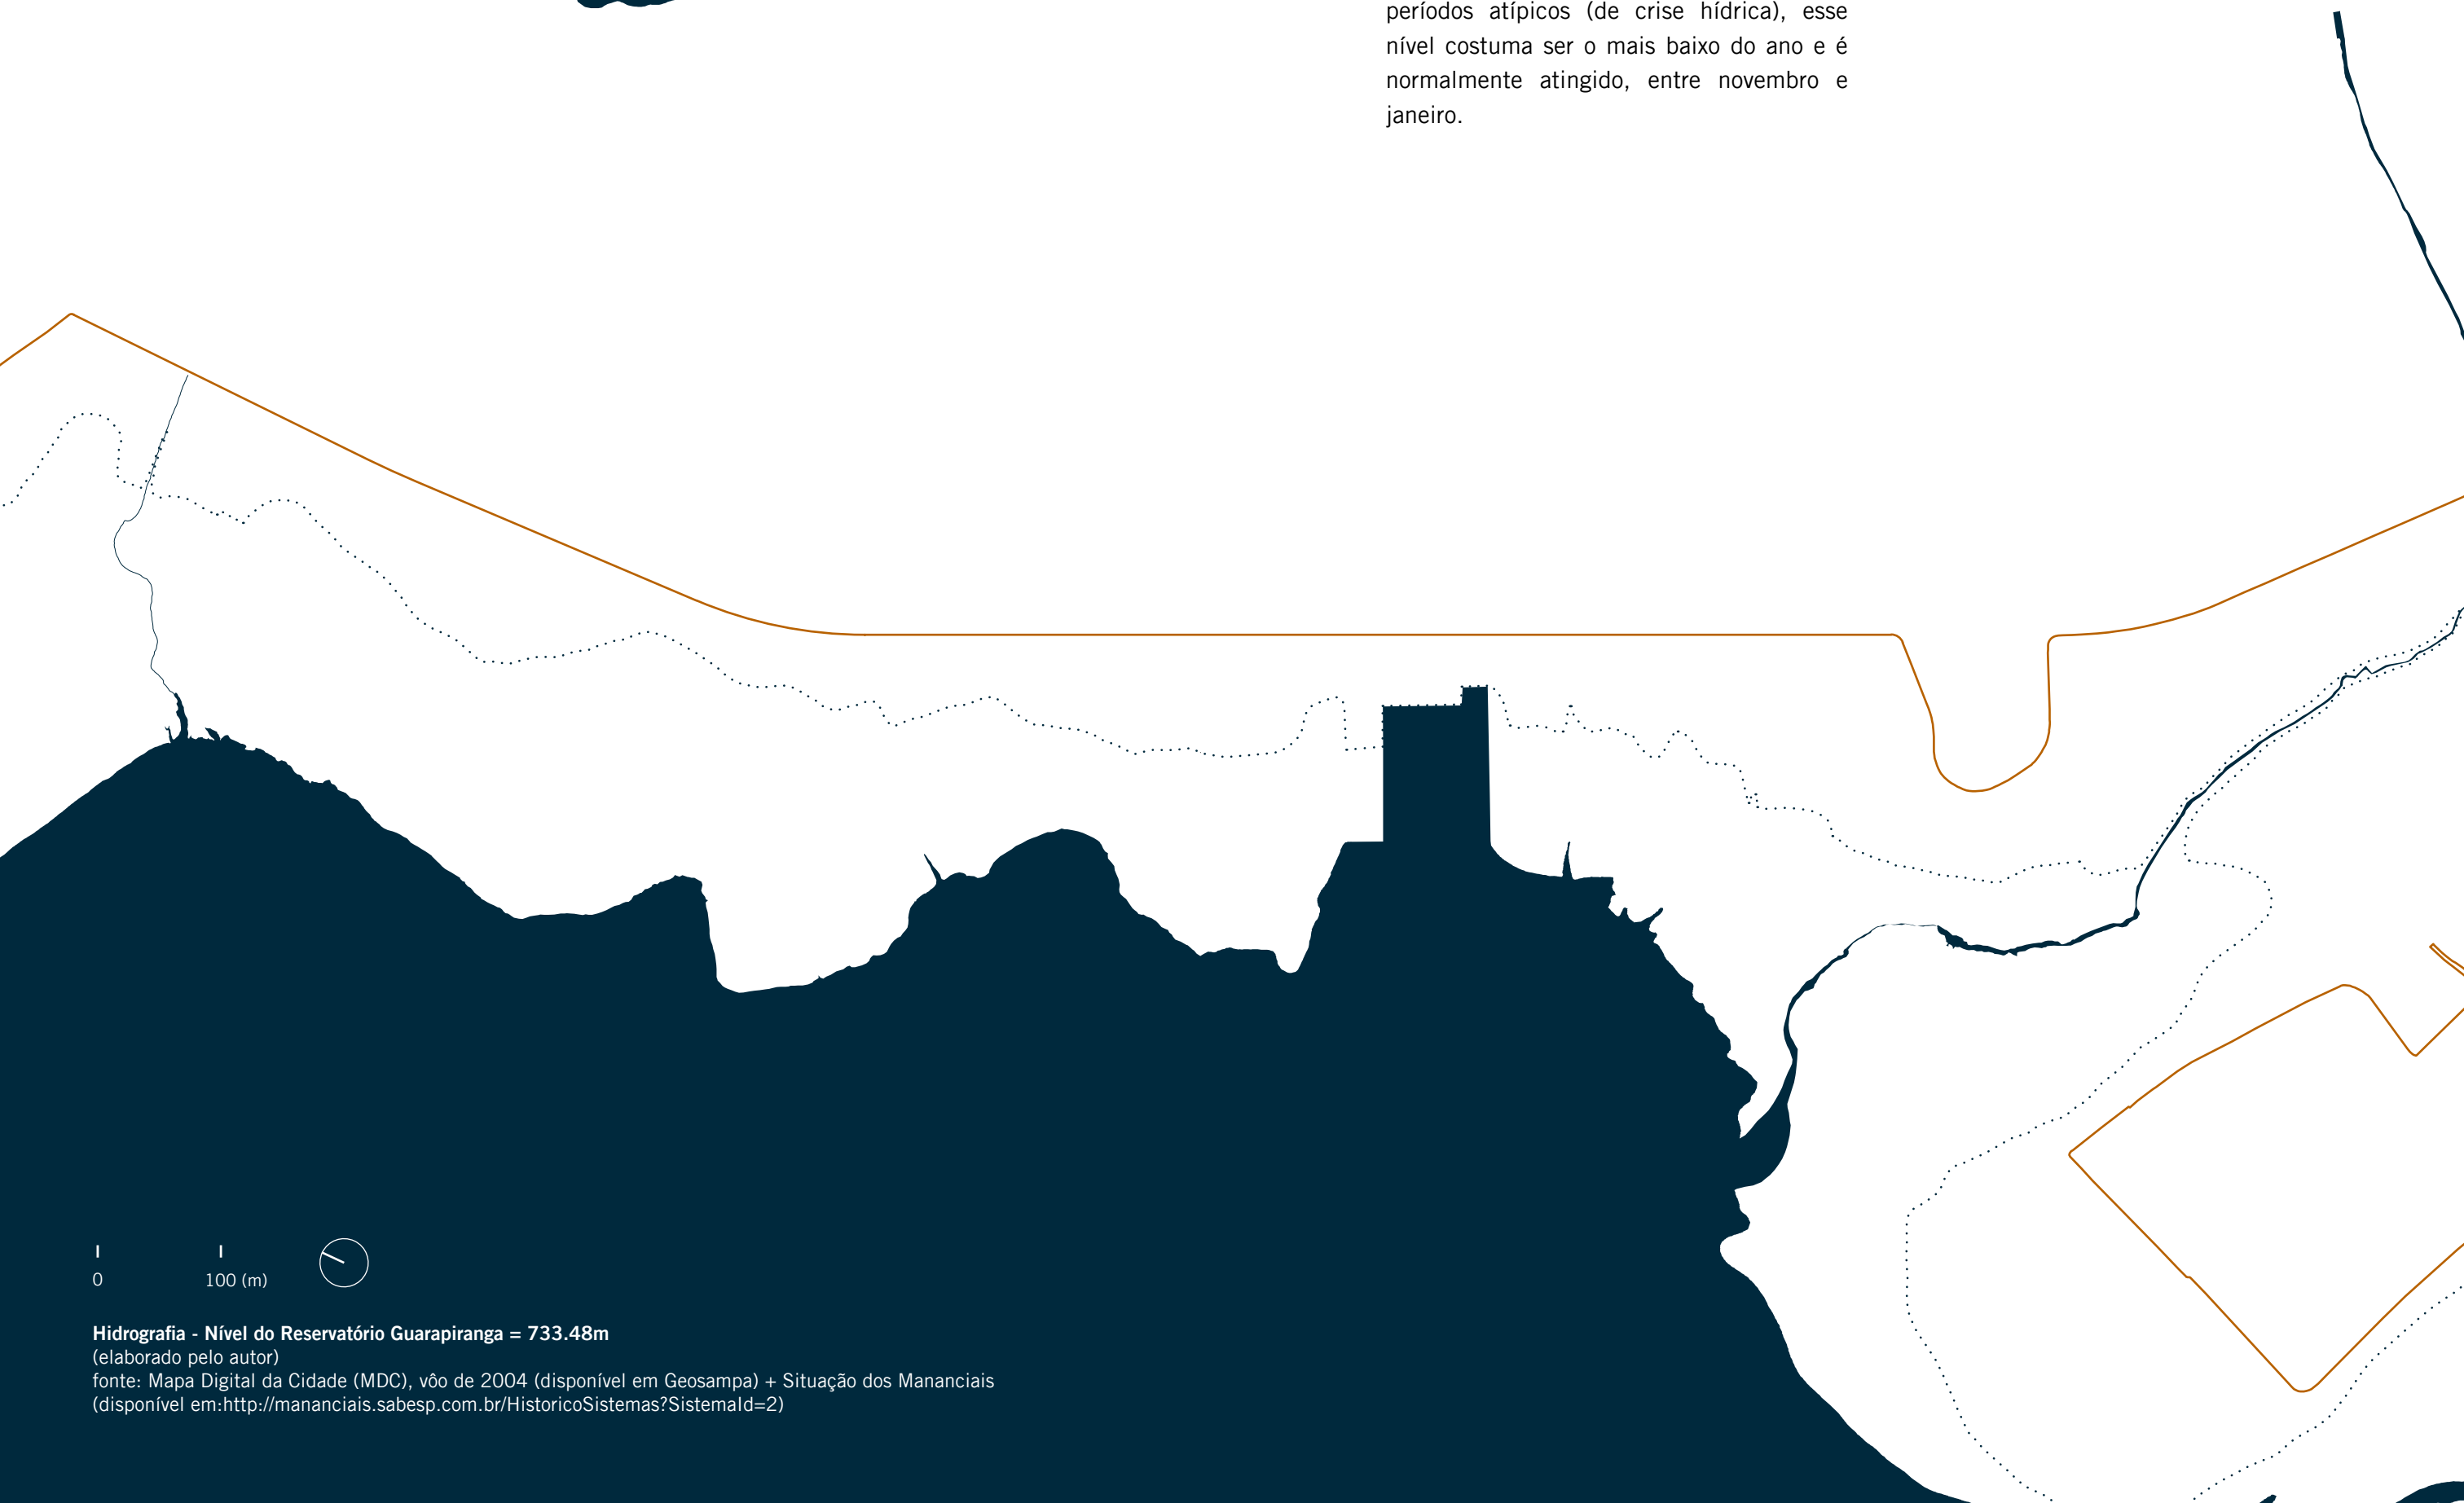 períodos atípicos (de crise hídrica), esse
nível costuma ser o mais baixo do ano e é
normalmente atingido, entre novembro e
janeiro.
0
100 (m)
Hidrografia - Nível do Reservatório Guarapiranga = 733.48m
(elaborado pelo autor)
fonte: Mapa Digital da Cidade (MDC), vôo de 2004 (disponível em Geosampa) + Situação dos Mananciais
(disponível em:http://mananciais.sabesp.com.br/HistoricoSistemas?SistemaId=2)